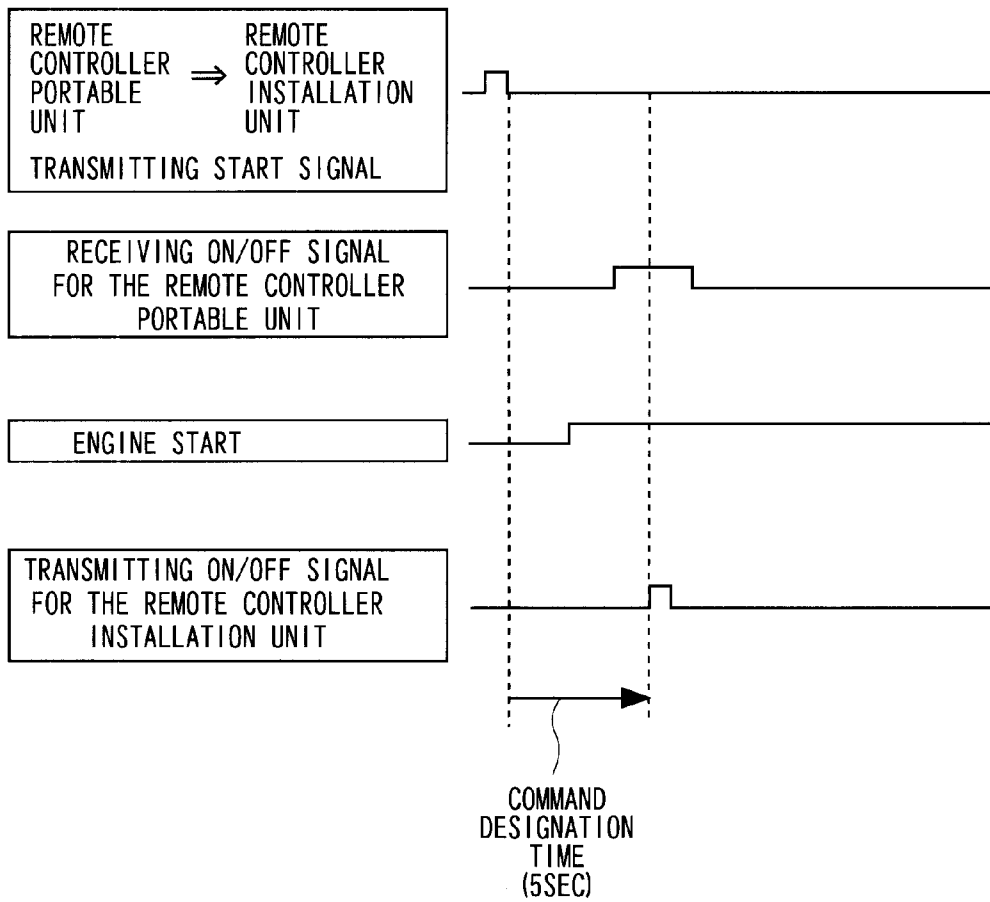 REMOTE CONTROLLER PORTABLE UNIT ⇒ REMOTE CONTROLLER INSTALLATION UNIT
TRANSMITTING START SIGNAL
RECEIVING ON/OFF SIGNAL
FOR THE REMOTE CONTROLLER
PORTABLE UNIT
ENGINE START
TRANSMITTING ON/OFF SIGNAL
FOR THE REMOTE CONTROLLER
INSTALLATION UNIT
COMMAND
DESIGNATION
TIME
(5SEC)